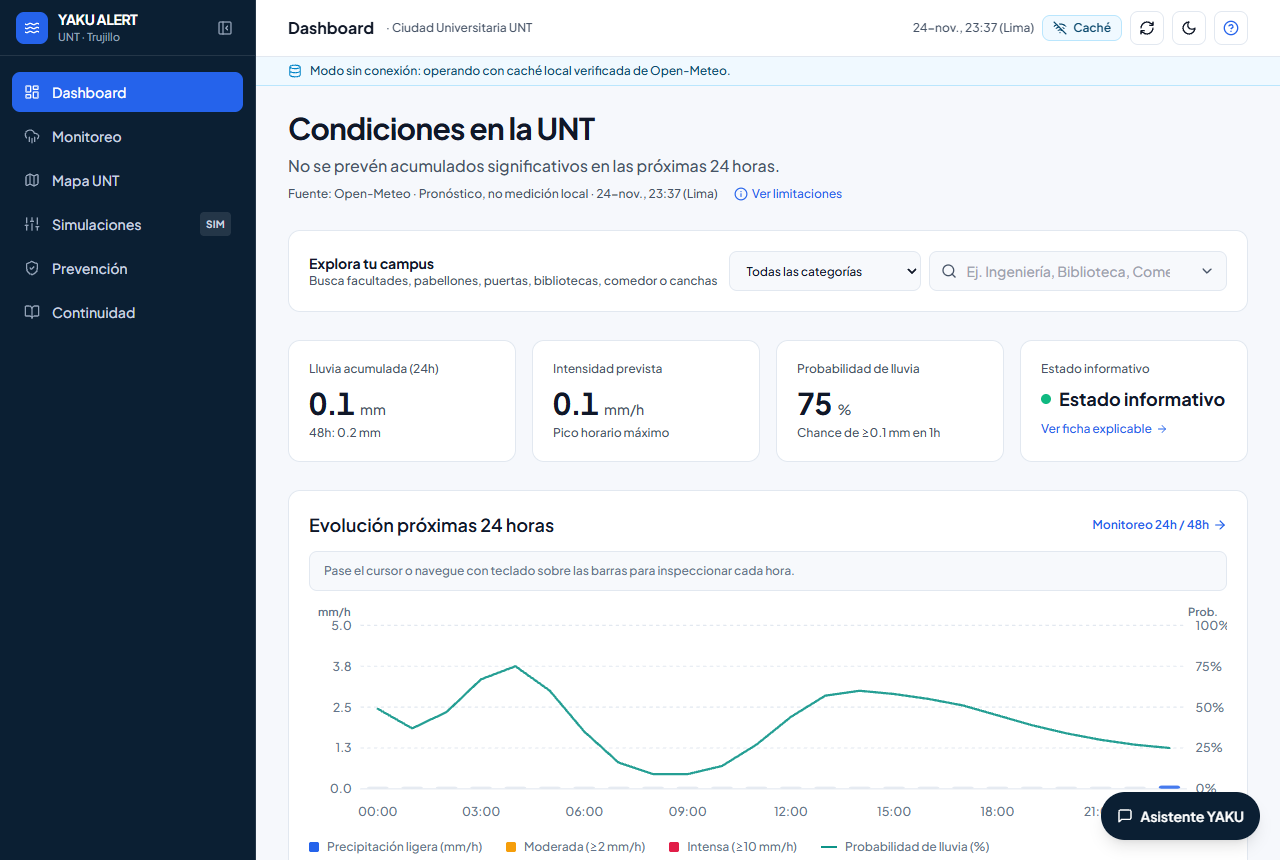 YAKU ALERT
UNT · Trujillo
Dashboard
Monitoreo
Mapa UNT
Simulaciones SIM
Prevención
Continuidad
Dashboard · Ciudad Universitaria UNT 24-nov., 23:37 (Lima) Caché
Modo sin conexión: operando con caché local verificada de Open-Meteo.
Condiciones en la UNT
No se prevén acumulados significativos en las próximas 24 horas.
Fuente: Open-Meteo · Pronóstico, no medición local · 24-nov., 23:37 (Lima) Ver limitaciones
Explora tu campus
Busca facultades, pabellones, puertas, bibliotecas, comedor o canchas
Todas las categorías
Ej. Ingeniería, Biblioteca, Come
Lluvia acumulada (24h)
0.1 mm
48h: 0.2 mm
Intensidad prevista
0.1 mm/h
Pico horario máximo
Probabilidad de lluvia
75 %
Chance de ≥0.1 mm en 1h
Estado informativo
Estado informativo
Ver ficha explicable →
Evolución próximas 24 horas Monitoreo 24h / 48h →
Pase el cursor o navegue con teclado sobre las barras para inspeccionar cada hora.
mm/h Prob.
5.0 100%
3.8 75%
2.5 50%
1.3 25%
0.0 0%
00:00 03:00 06:00 09:00 12:00 15:00 18:00 21:
Asistente YAKU
Precipitación ligera (mm/h) Moderada (≥2 mm/h) Intensa (≥10 mm/h) Probabilidad de lluvia (%)